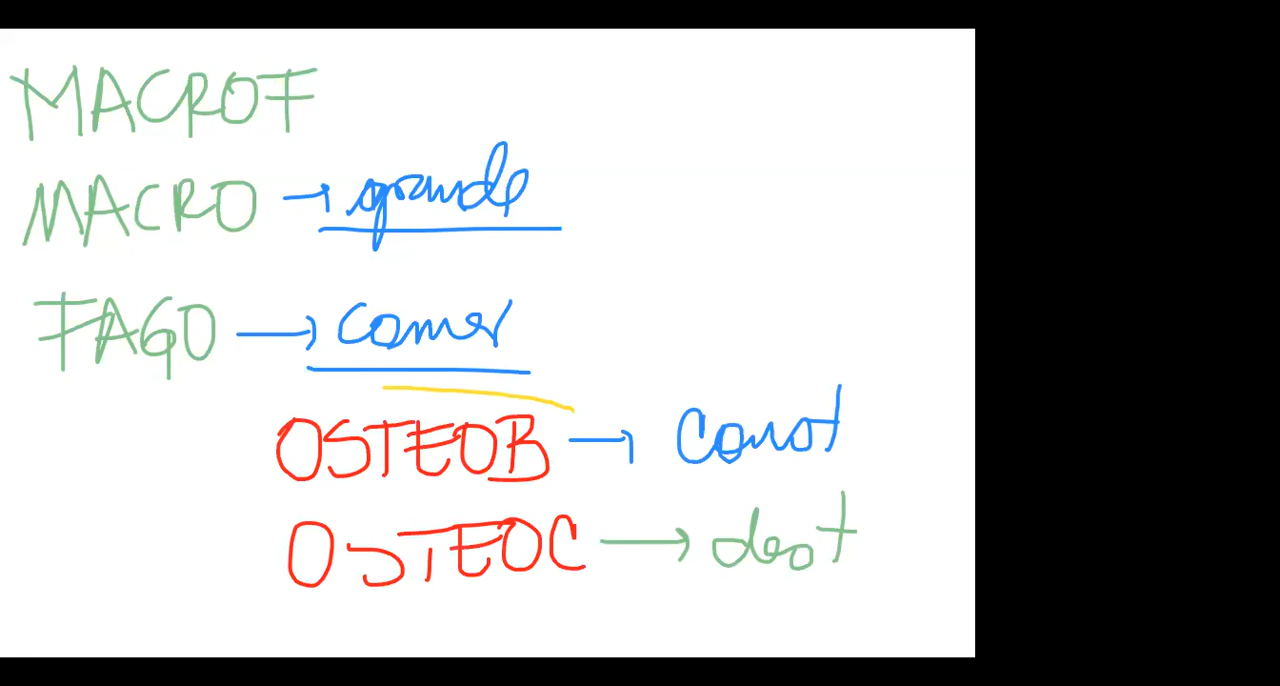 MACROF
MACRO → grande
FAGO → comer
OSTEOB → const
OSTEOC → dest